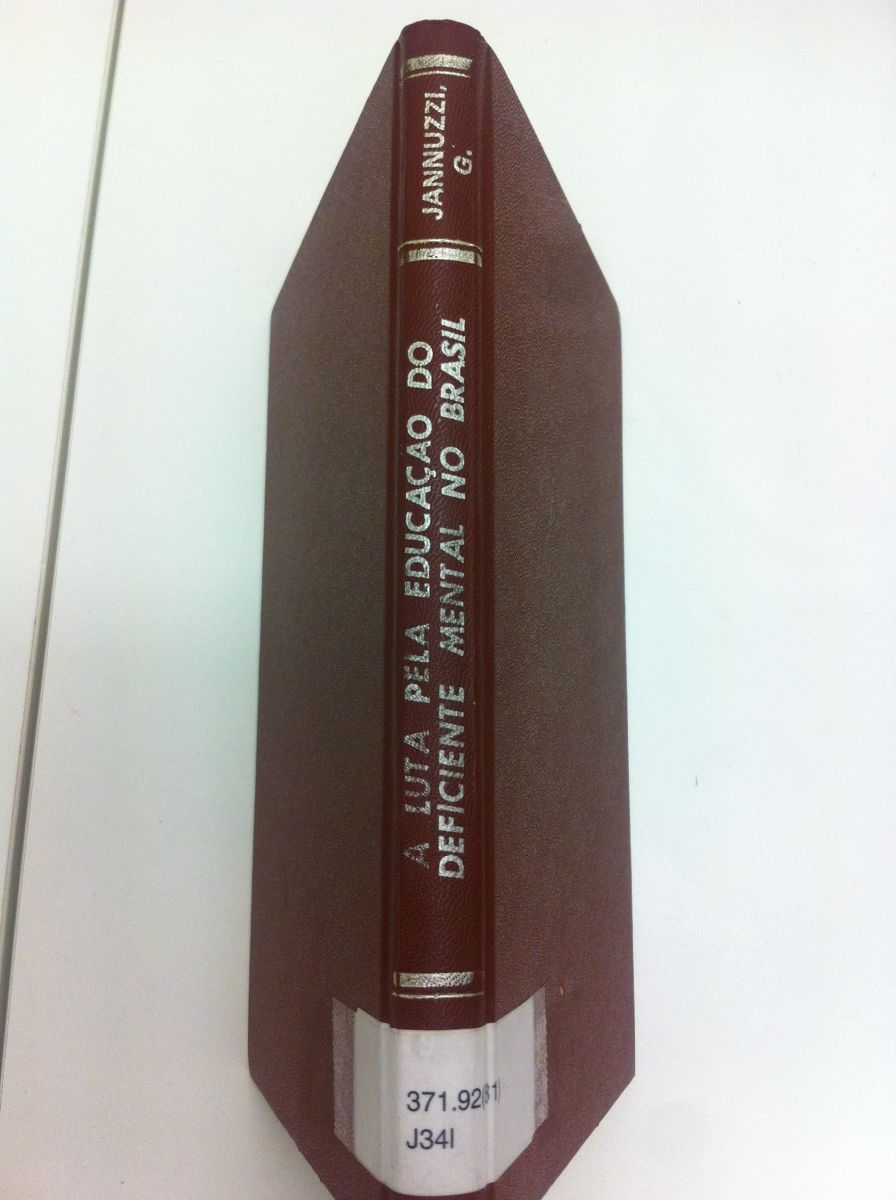 JANNUZZI,
G.
A LUTA PELA EDUCAÇAO DO
DEFICIENTE MENTAL NO BRASIL
371.92(81)
J34l